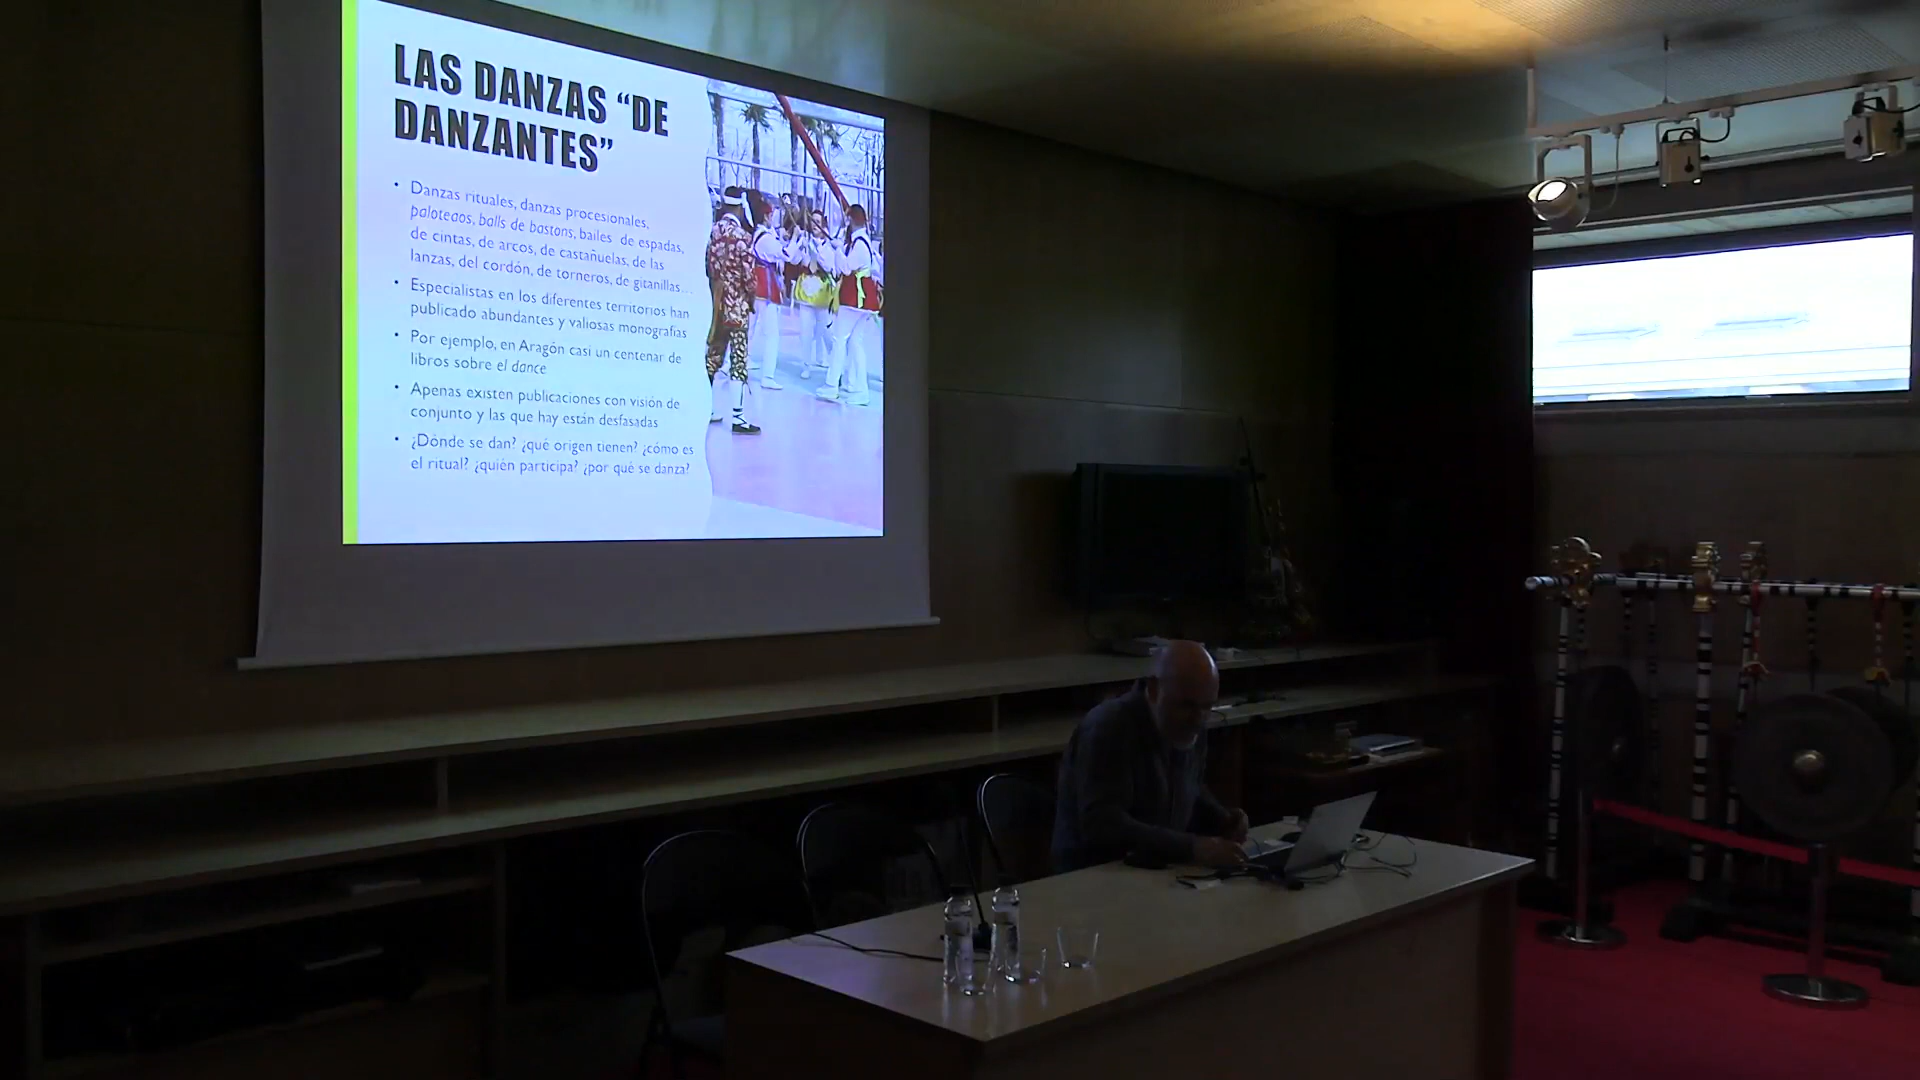 LAS DANZAS “DE
DANZANTES”
• Danzas rituales, danzas procesionales,
paloteaos, balls de bastons, bailes de espadas,
de cintas, de arcos, de castañuelas, de las
lanzas, del cordón, de torneros, de gitanillas…
• Especialistas en los diferentes territorios han
publicado abundantes y valiosas monografías
• Por ejemplo, en Aragón casi un centenar de
libros sobre el dance
• Apenas existen publicaciones con visión de
conjunto y las que hay están desfasadas
• ¿Dónde se dan? ¿qué origen tienen? ¿cómo es
el ritual? ¿quién participa? ¿por qué se danza?